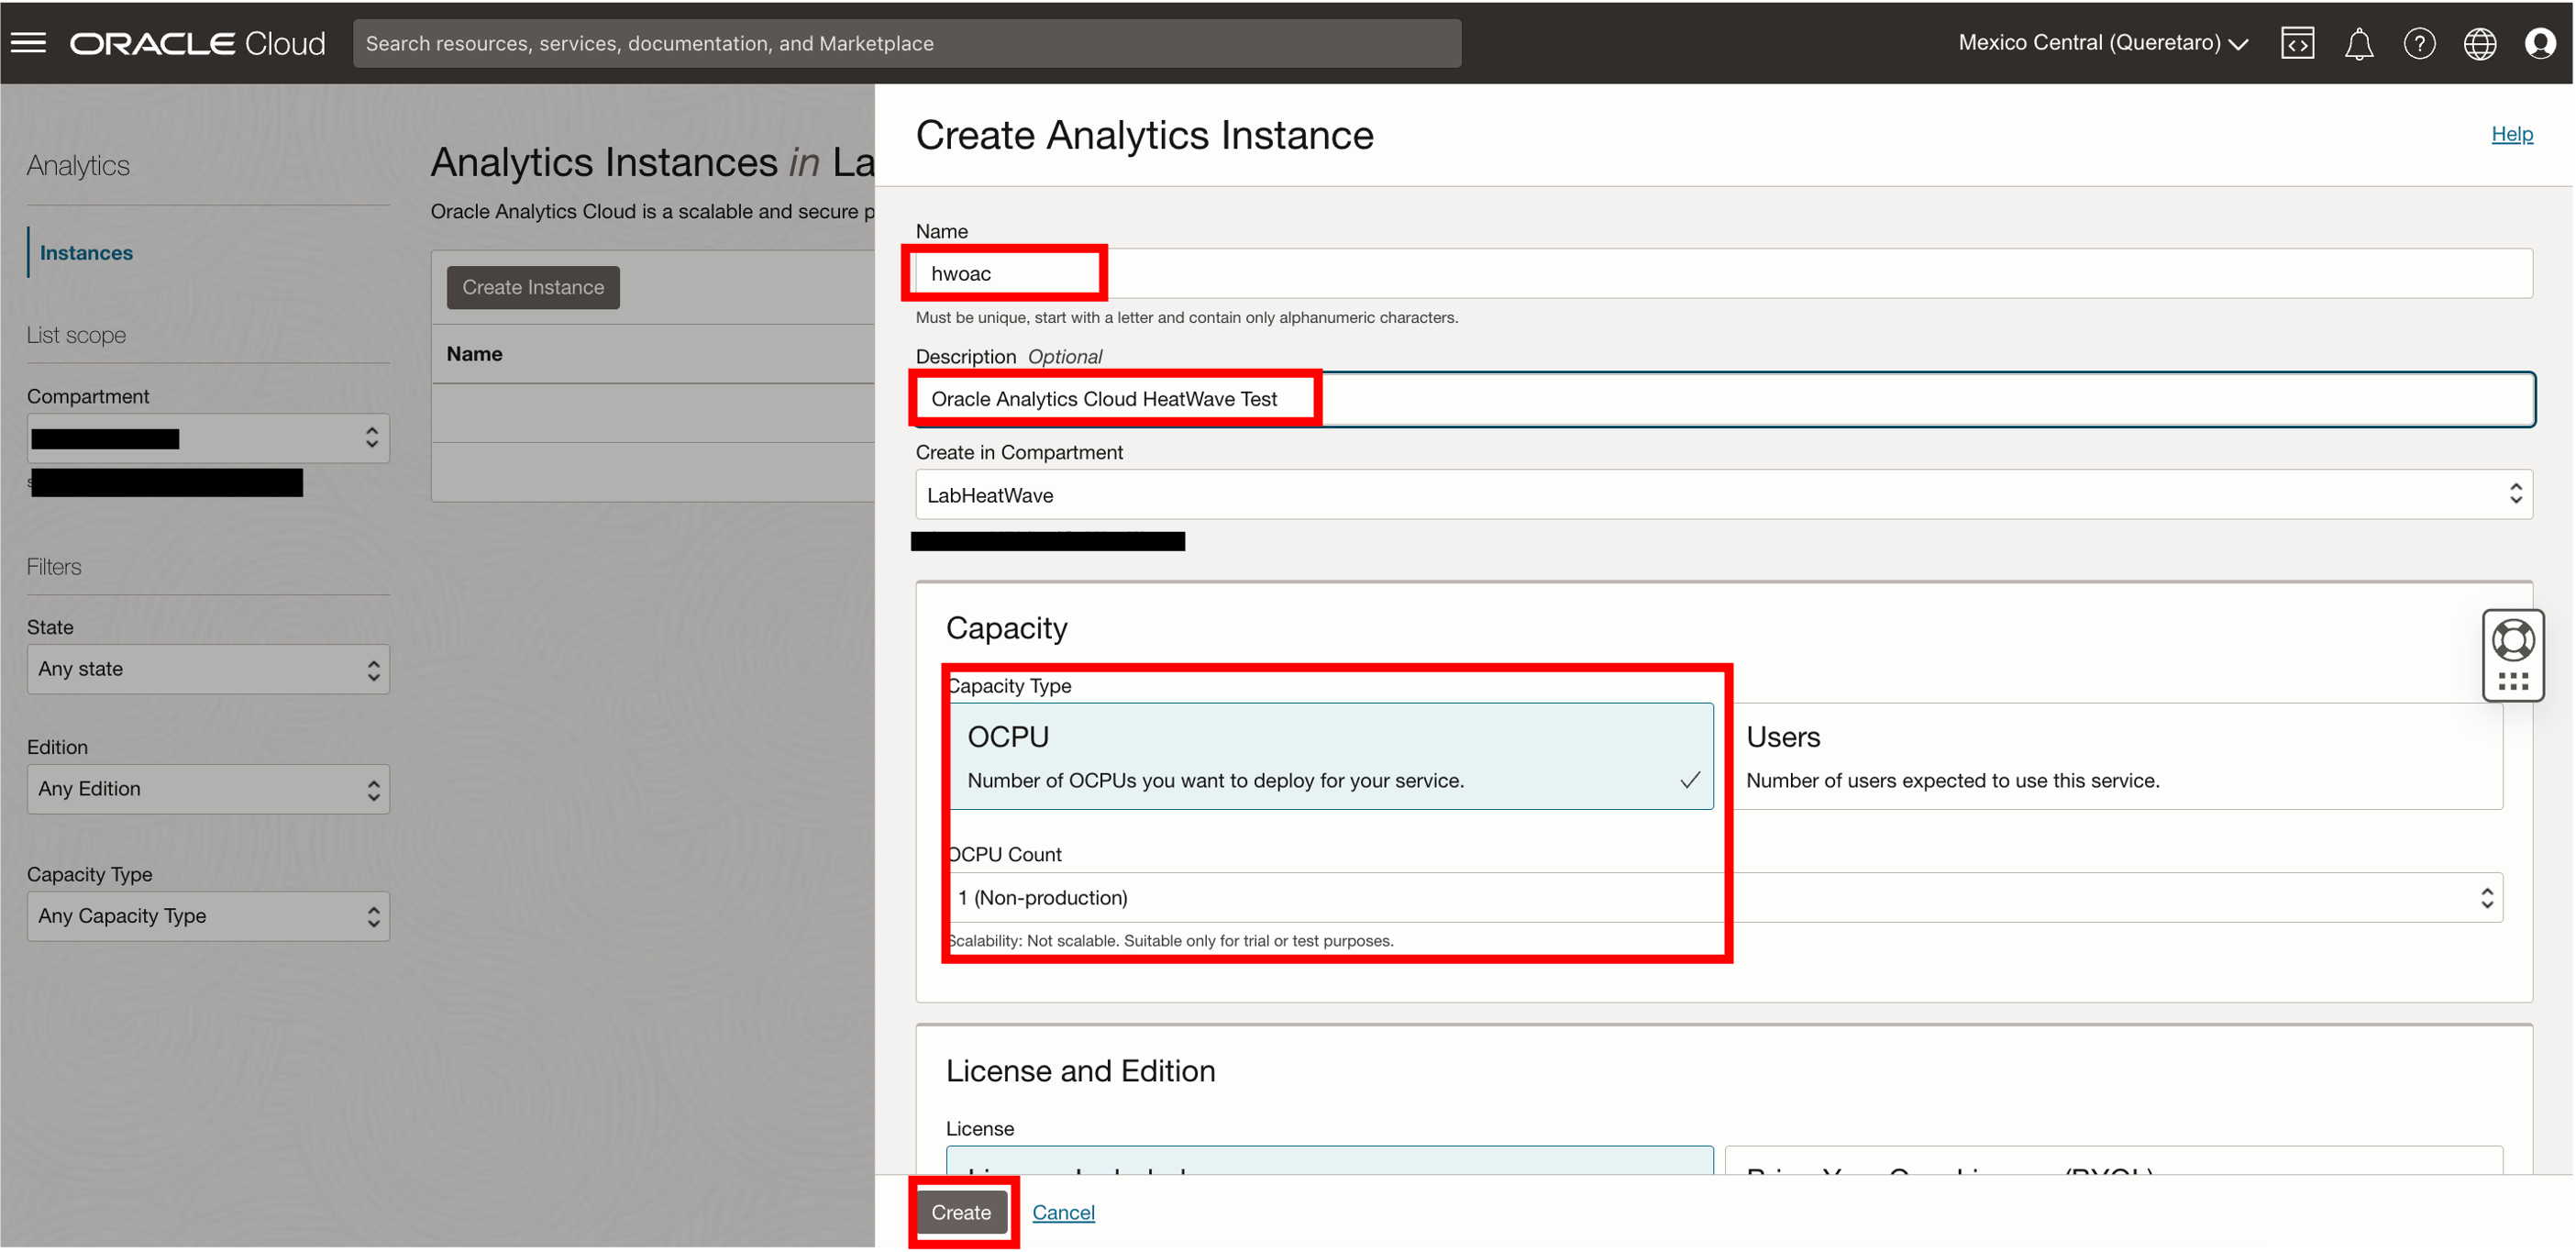 ORACLE Cloud
Search resources, services, documentation, and Marketplace
Mexico Central (Queretaro)
Analytics
Instances
List scope
Compartment
Filters
State
Any state
Edition
Any Edition
Capacity Type
Any Capacity Type
Analytics Instances in La
Oracle Analytics Cloud is a scalable and secure p
Create Instance
Name
Create Analytics Instance
Help
Name
hwoac
Must be unique, start with a letter and contain only alphanumeric characters.
Description Optional
Oracle Analytics Cloud HeatWave Test
Create in Compartment
LabHeatWave
Capacity
Capacity Type
OCPU
Number of OCPUs you want to deploy for your service.
Users
Number of users expected to use this service.
OCPU Count
1 (Non-production)
Scalability: Not scalable. Suitable only for trial or test purposes.
License and Edition
License
Create
Cancel